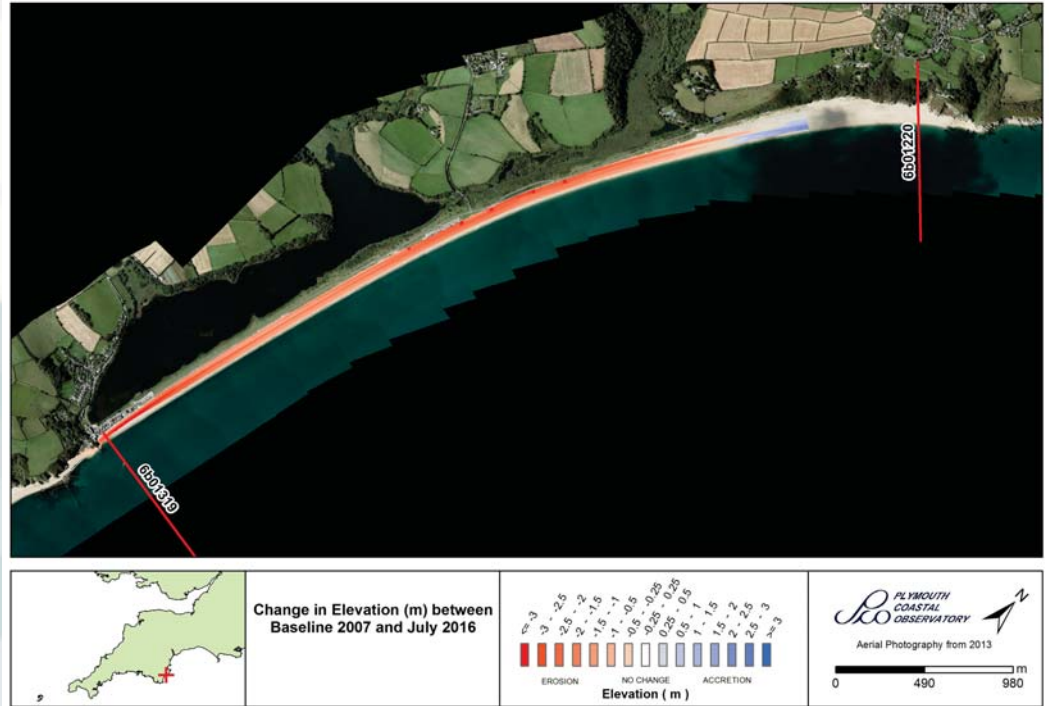 6b01220
6b01319
Change in Elevation (m) between
Baseline 2007 and July 2016
<= -3
-3 - -2.5
-2.5 - -2
-2 - -1.5
-1.5 - -1
-1 - -0.5
-0.5 - -0.25
-0.25 - 0.25
0.25 - 0.5
0.5 - 1
1 - 1.5
1.5 - 2
2 - 2.5
2.5 - 3
>= 3
EROSION NO CHANGE ACCRETION
Elevation ( m )
PLYMOUTH
COASTAL
OBSERVATORY
N
Aerial Photography from 2013
m
0 490 980